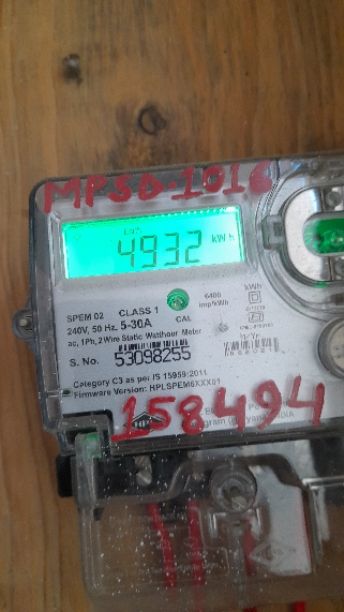 MPSD.1016
4932 kWh
SPEM 02 CLASS 1
240V, 50 Hz, 5-30A CAL
6400 imp/kWh
kWh
ac, 1Ph, 2 Wire Static Watthour Meter
S. No. 53098255
Category C3 as per IS 15959:2011
Firmware Version: HPLSPEM6XXX01
158494